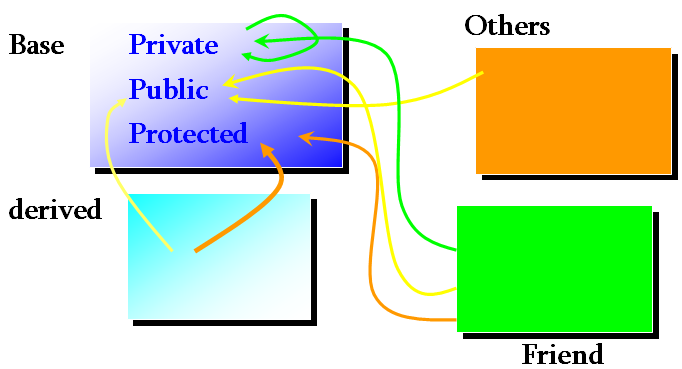 Others
Base
Private
Public
Protected
derived
Friend